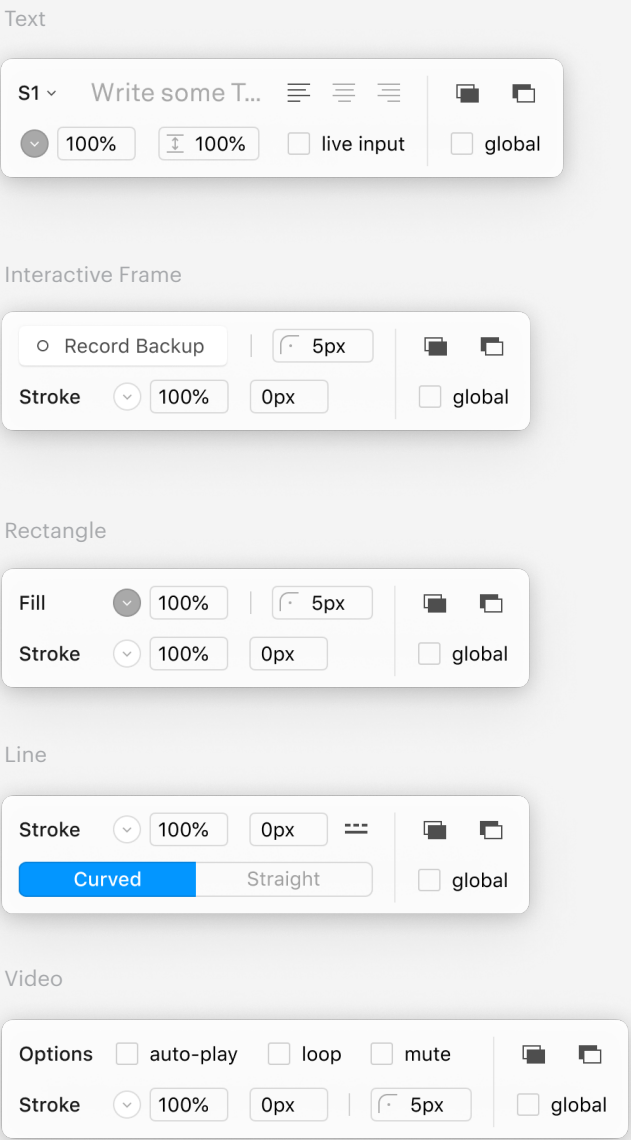 Text
S1 Write some T...
100% 100% live input global
Interactive Frame
Record Backup 5px
Stroke 100% 0px global
Rectangle
Fill 100% 5px
Stroke 100% 0px global
Line
Stroke 100% 0px
Curved Straight global
Video
Options auto-play loop mute
Stroke 100% 0px 5px global